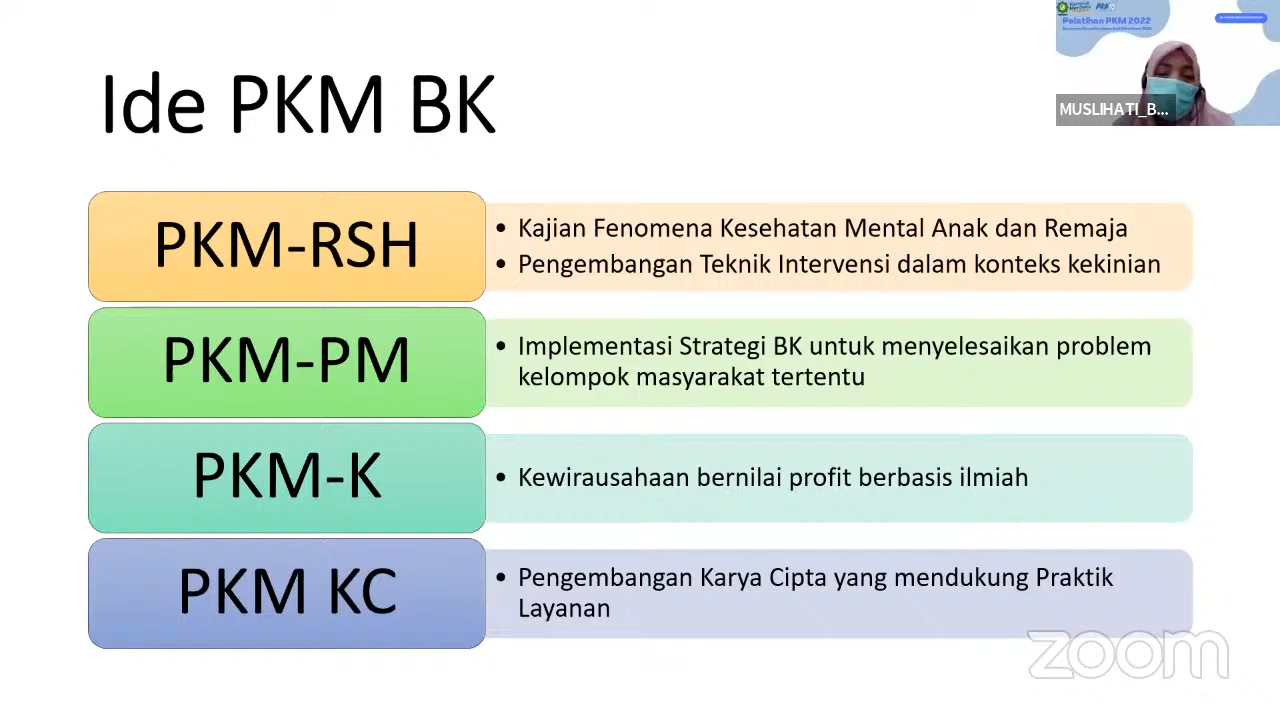 Ide PKM BK
Pelatihan PKM 2022
MUSLIHATI_B...
PKM-RSH
• Kajian Fenomena Kesehatan Mental Anak dan Remaja
• Pengembangan Teknik Intervensi dalam konteks kekinian
PKM-PM
• Implementasi Strategi BK untuk menyelesaikan problem
kelompok masyarakat tertentu
PKM-K
• Kewirausahaan bernilai profit berbasis ilmiah
PKM KC
• Pengembangan Karya Cipta yang mendukung Praktik
Layanan
zoom